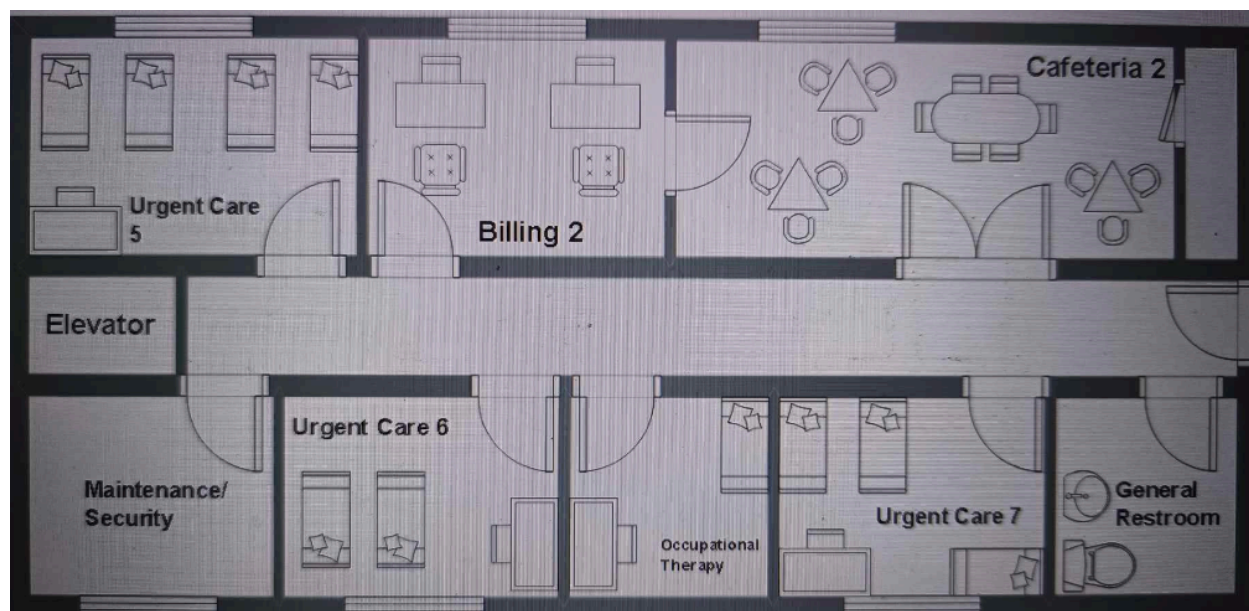 Cafeteria 2
Urgent Care
5
Billing 2
Elevator
Urgent Care 6
Maintenance/
Security
Occupational
Therapy
Urgent Care 7
General
Restroom